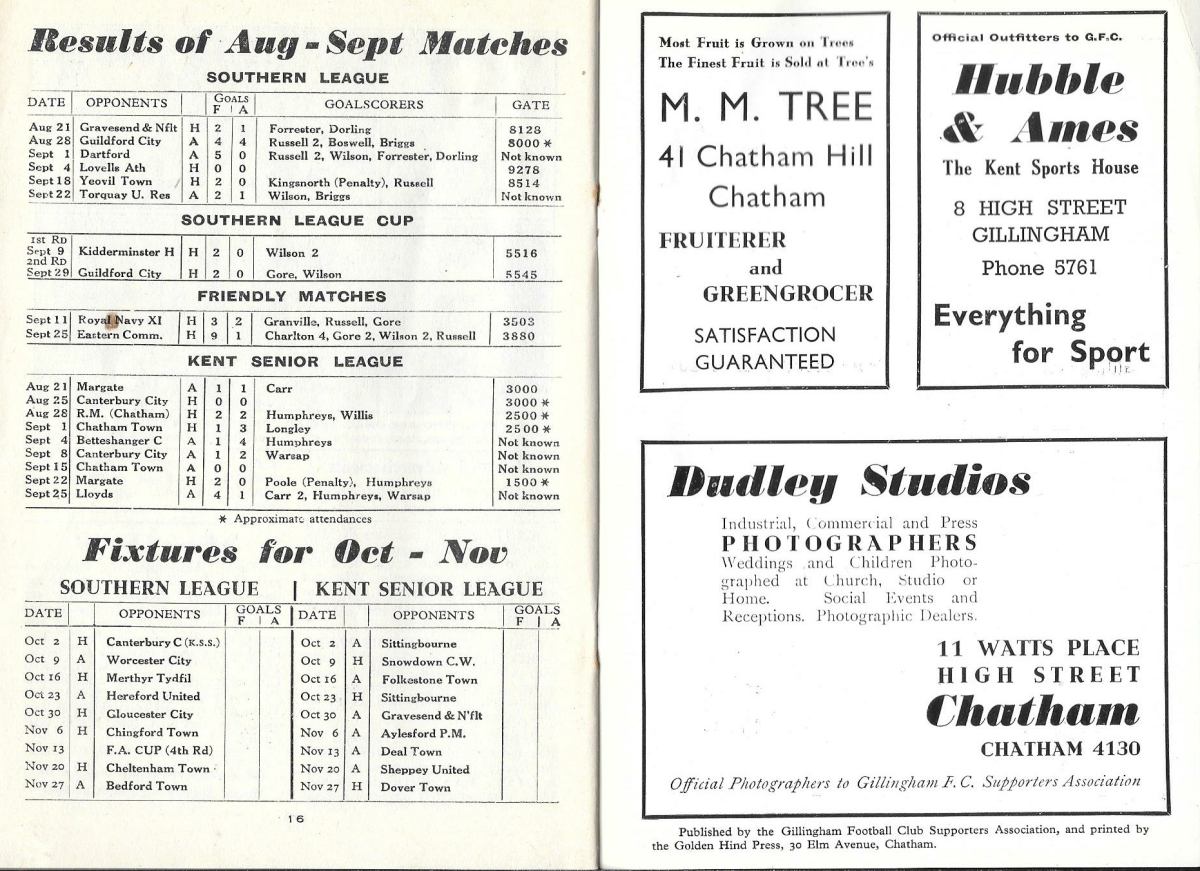 Results of Aug - Sept Matches
SOUTHERN LEAGUE
DATE OPPONENTS GOALS F A GOALSCORERS GATE
Aug 21 Gravesend & Nflt H 2 1 Forrester, Dorling 8128
Aug 28 Guildford City A 4 4 Russell 2, Boswell, Briggs 8000 *
Sept 1 Dartford A 5 0 Russell 2, Wilson, Forrester, Dorling Not known
Sept 4 Lovells Ath H 0 0 9278
Sept 18 Yeovil Town H 2 0 Kingsnorth (Penalty), Russell 8514
Sept 22 Torquay U. Res A 2 1 Wilson, Briggs Not known
SOUTHERN LEAGUE CUP
1st Rd
Sept 9 Kidderminster H H 2 0 Wilson 2 5516
2nd Rd
Sept 29 Guildford City H 2 0 Gore, Wilson 5545
FRIENDLY MATCHES
Sept 11 Royal Navy XI H 3 2 Granville, Russell, Gore 3503
Sept 25 Eastern Comm. H 9 1 Charlton 4, Gore 2, Wilson 2, Russell 3880
KENT SENIOR LEAGUE
Aug 21 Margate A 1 1 Carr 3000
Aug 25 Canterbury City H 0 0 3000 *
Aug 28 R.M. (Chatham) H 2 2 Humphreys, Willis 2500 *
Sept 1 Chatham Town H 1 3 Longley 2500 *
Sept 4 Betteshanger C A 1 4 Humphreys Not known
Sept 8 Canterbury City A 1 2 Warsap Not known
Sept 15 Chatham Town A 0 0 Not known
Sept 22 Margate H 2 0 Poole (Penalty), Humphreys 1500 *
Sept 25 Lloyds A 4 1 Carr 2, Humphreys, Warsap Not known
* Approximate attendances
Fixtures for Oct - Nov
SOUTHERN LEAGUE | KENT SENIOR LEAGUE
DATE OPPONENTS GOALS F A DATE OPPONENTS GOALS F A
Oct 2 H Canterbury C (K.S.S.) Oct 2 A Sittingbourne
Oct 9 A Worcester City Oct 9 H Snowdown C.W.
Oct 16 H Merthyr Tydfil Oct 16 A Folkestone Town
Oct 23 A Hereford United Oct 23 H Sittingbourne
Oct 30 H Gloucester City Oct 30 A Gravesend & N'flt
Nov 6 H Chingford Town Nov 6 A Aylesford P.M.
Nov 13 F.A. CUP (4th Rd) Nov 13 A Deal Town
Nov 20 H Cheltenham Town Nov 20 A Sheppey United
Nov 27 A Bedford Town Nov 27 H Dover Town
16
Most Fruit is Grown on Trees
The Finest Fruit is Sold at Tree's
M. M. TREE
41 Chatham Hill
Chatham
FRUITERER
and
GREENGROCER
SATISFACTION
GUARANTEED
Official Outfitters to G.F.C.
Hubble
& Ames
The Kent Sports House
8 HIGH STREET
GILLINGHAM
Phone 5761
Everything
for Sport
Dudley Studios
Industrial, Commercial and Press
PHOTOGRAPHERS
Weddings and Children Photo-
graphed at Church, Studio or
Home. Social Events and
Receptions. Photographic Dealers.
11 WATTS PLACE
HIGH STREET
Chatham
CHATHAM 4130
Official Photographers to Gillingham F.C. Supporters Association
Published by the Gillingham Football Club Supporters Association, and printed by
the Golden Hind Press, 30 Elm Avenue, Chatham.